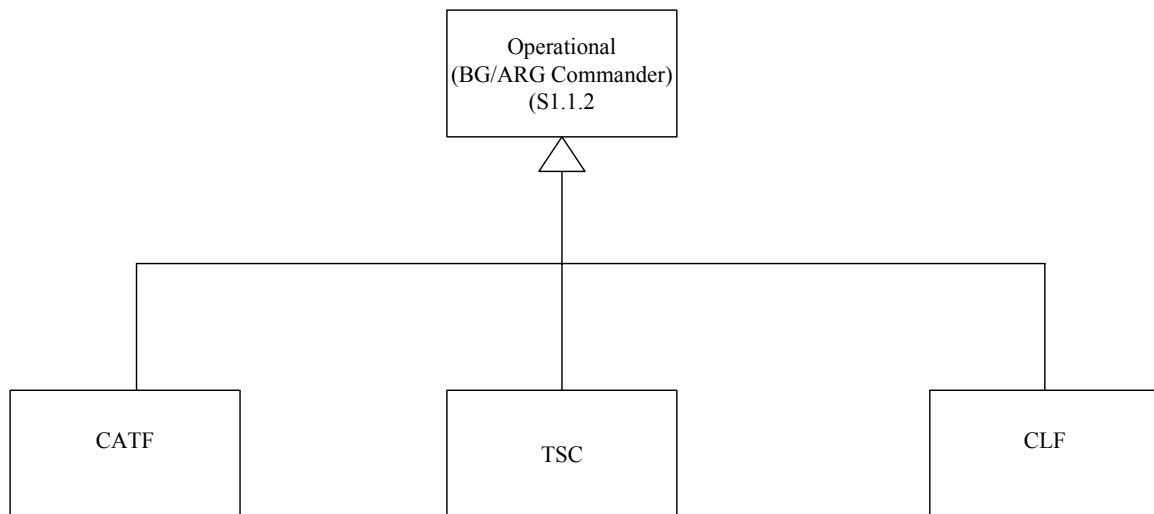 Operational
(BG/ARG Commander)
(S1.1.2
CATF
TSC
CLF